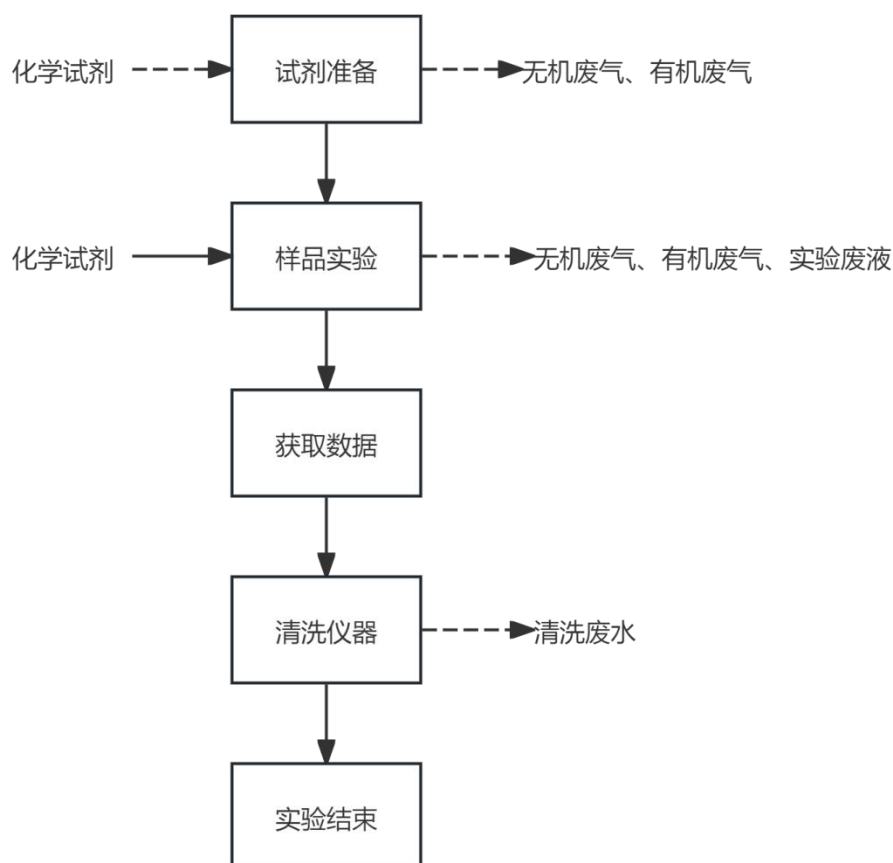 化学试剂 试剂准备 无机废气、有机废气
化学试剂 样品实验 无机废气、有机废气、实验废液
获取数据
清洗仪器 清洗废水
实验结束